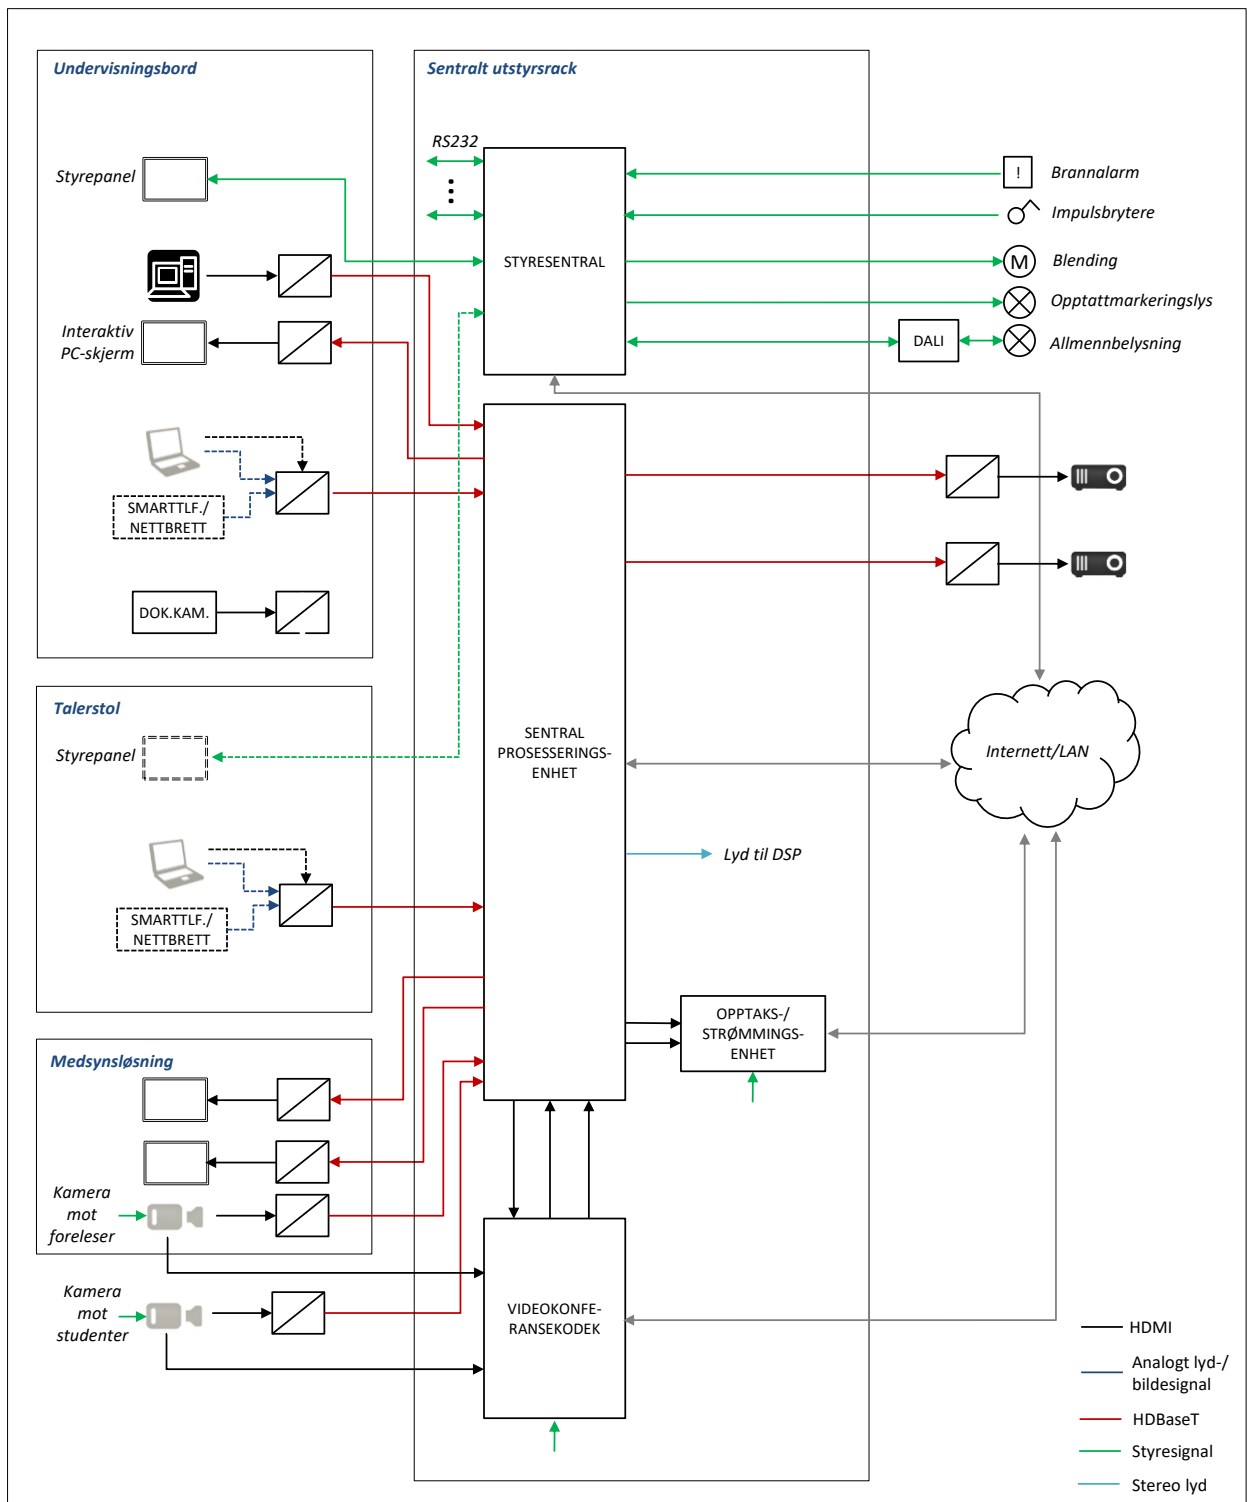 Undervisningsbord
Styrepanel
Interaktiv
PC-skjerm
SMARTTLF./
NETTBRETT
DOK.KAM.
Talerstol
Styrepanel
SMARTTLF./
NETTBRETT
Medsynsløsning
Kamera
mot
foreleser
Kamera
mot
studenter
Sentralt utstyrsrack
RS232
STYRESENTRAL
SENTRAL
PROSESSERINGS-
ENHET
Lyd til DSP
OPPTAKS-/
STRØMMINGS-
ENHET
VIDEOKONFE-
RANSEKODEK
DALI
!
Brannalarm
Impulsbrytere
M
Blending
Opptattmarkeringslys
Allmennbelysning
Internett/LAN
HDMI
Analogt lyd-/
bildesignal
HDBaseT
Styresignal
Stereo lyd